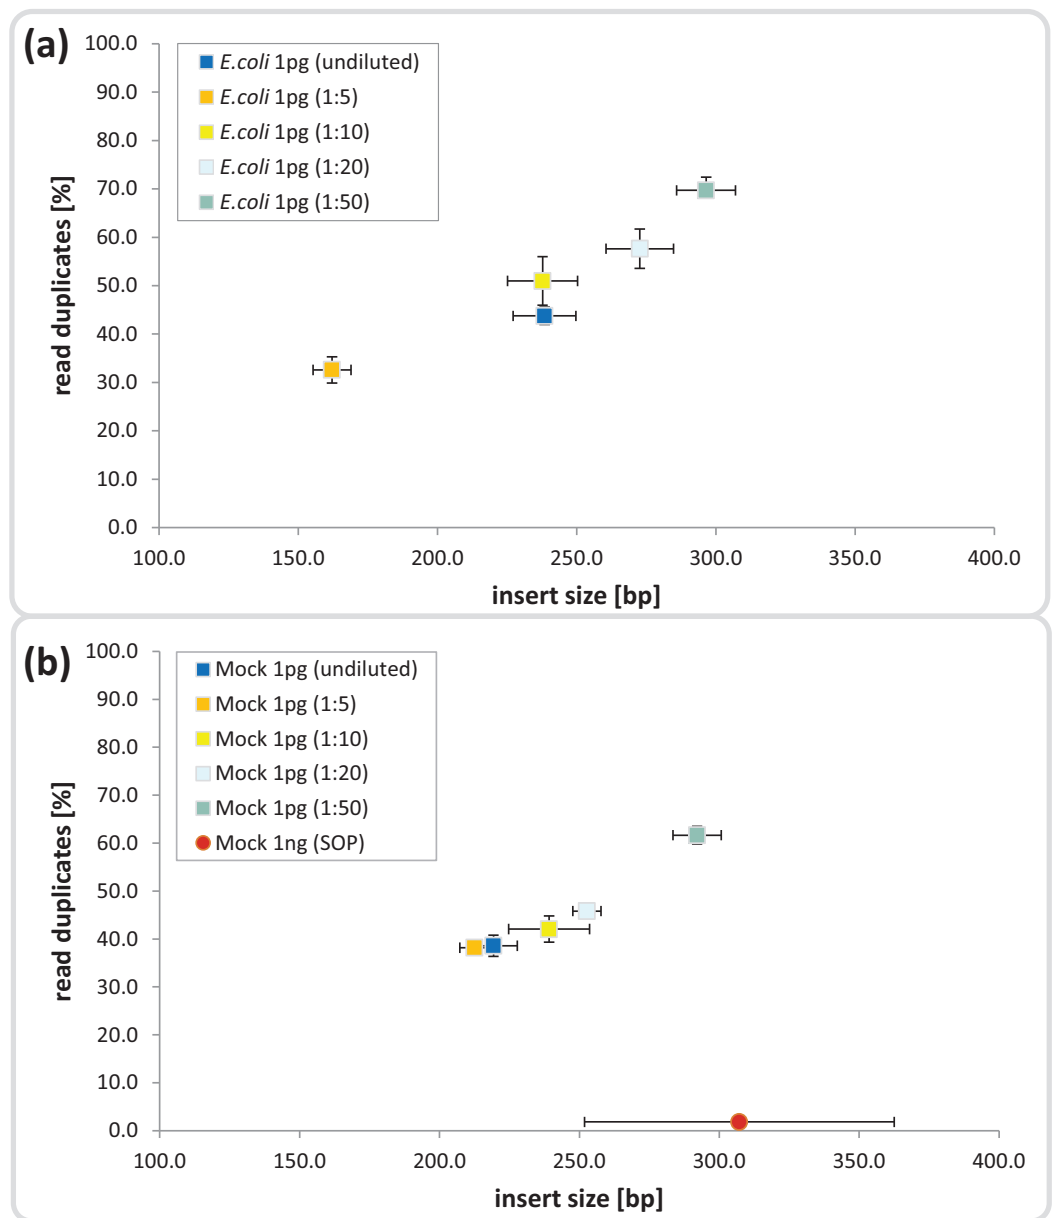 (a)
100.0
90.0
80.0
70.0
60.0
50.0
40.0
30.0
20.0
10.0
0.0
read duplicates [%]
E.coli 1pg (undiluted)
E.coli 1pg (1:5)
E.coli 1pg (1:10)
E.coli 1pg (1:20)
E.coli 1pg (1:50)
100.0 150.0 200.0 250.0 300.0 350.0 400.0
insert size [bp]
(b)
100.0
90.0
80.0
70.0
60.0
50.0
40.0
30.0
20.0
10.0
0.0
read duplicates [%]
Mock 1pg (undiluted)
Mock 1pg (1:5)
Mock 1pg (1:10)
Mock 1pg (1:20)
Mock 1pg (1:50)
Mock 1ng (SOP)
100.0 150.0 200.0 250.0 300.0 350.0 400.0
insert size [bp]